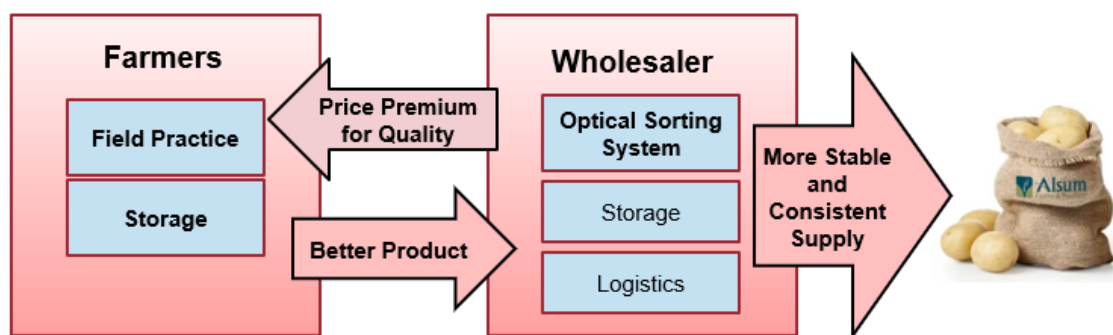 Farmers
Field Practice
Storage
Price Premium
for Quality
Better Product
Wholesaler
Optical Sorting
System
Storage
Logistics
More Stable
and
Consistent
Supply
Alsum